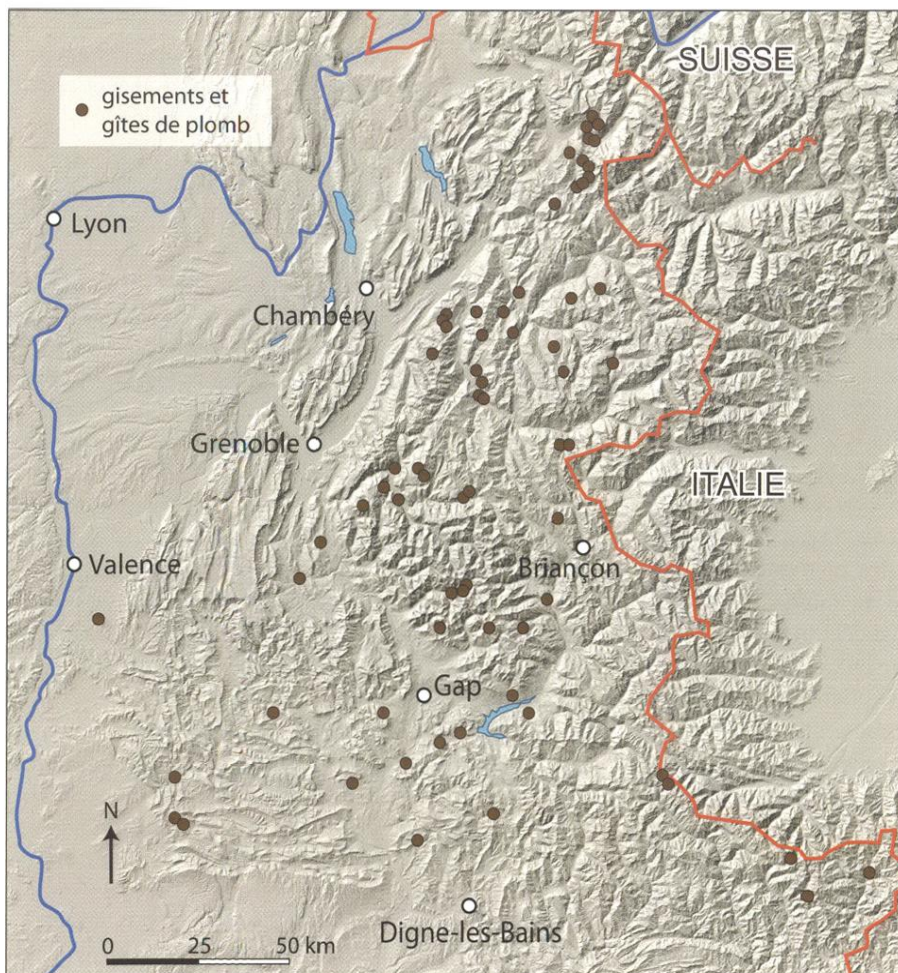 SUISSE
gisements et
gîtes de plomb
Lyon
Chambéry
Grenoble
ITALIE
Valence
Briançon
Gap
N
Digne-les-Bains
0 25 50 km